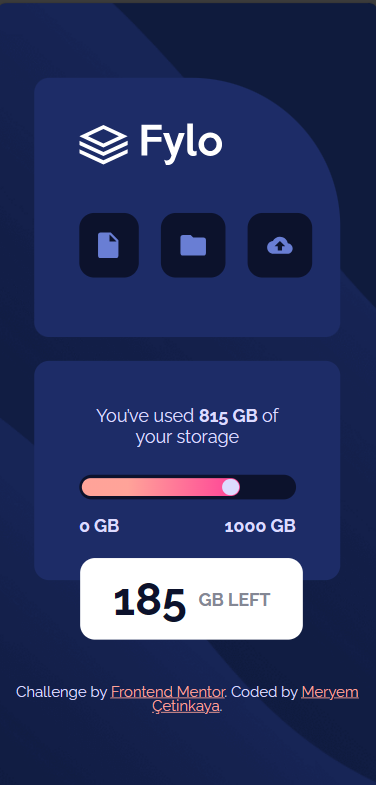 Fylo
You've used 815 GB of
your storage
0 GB 1000 GB
185 GB LEFT
Challenge by Frontend Mentor. Coded by Meryem
Çetinkaya.